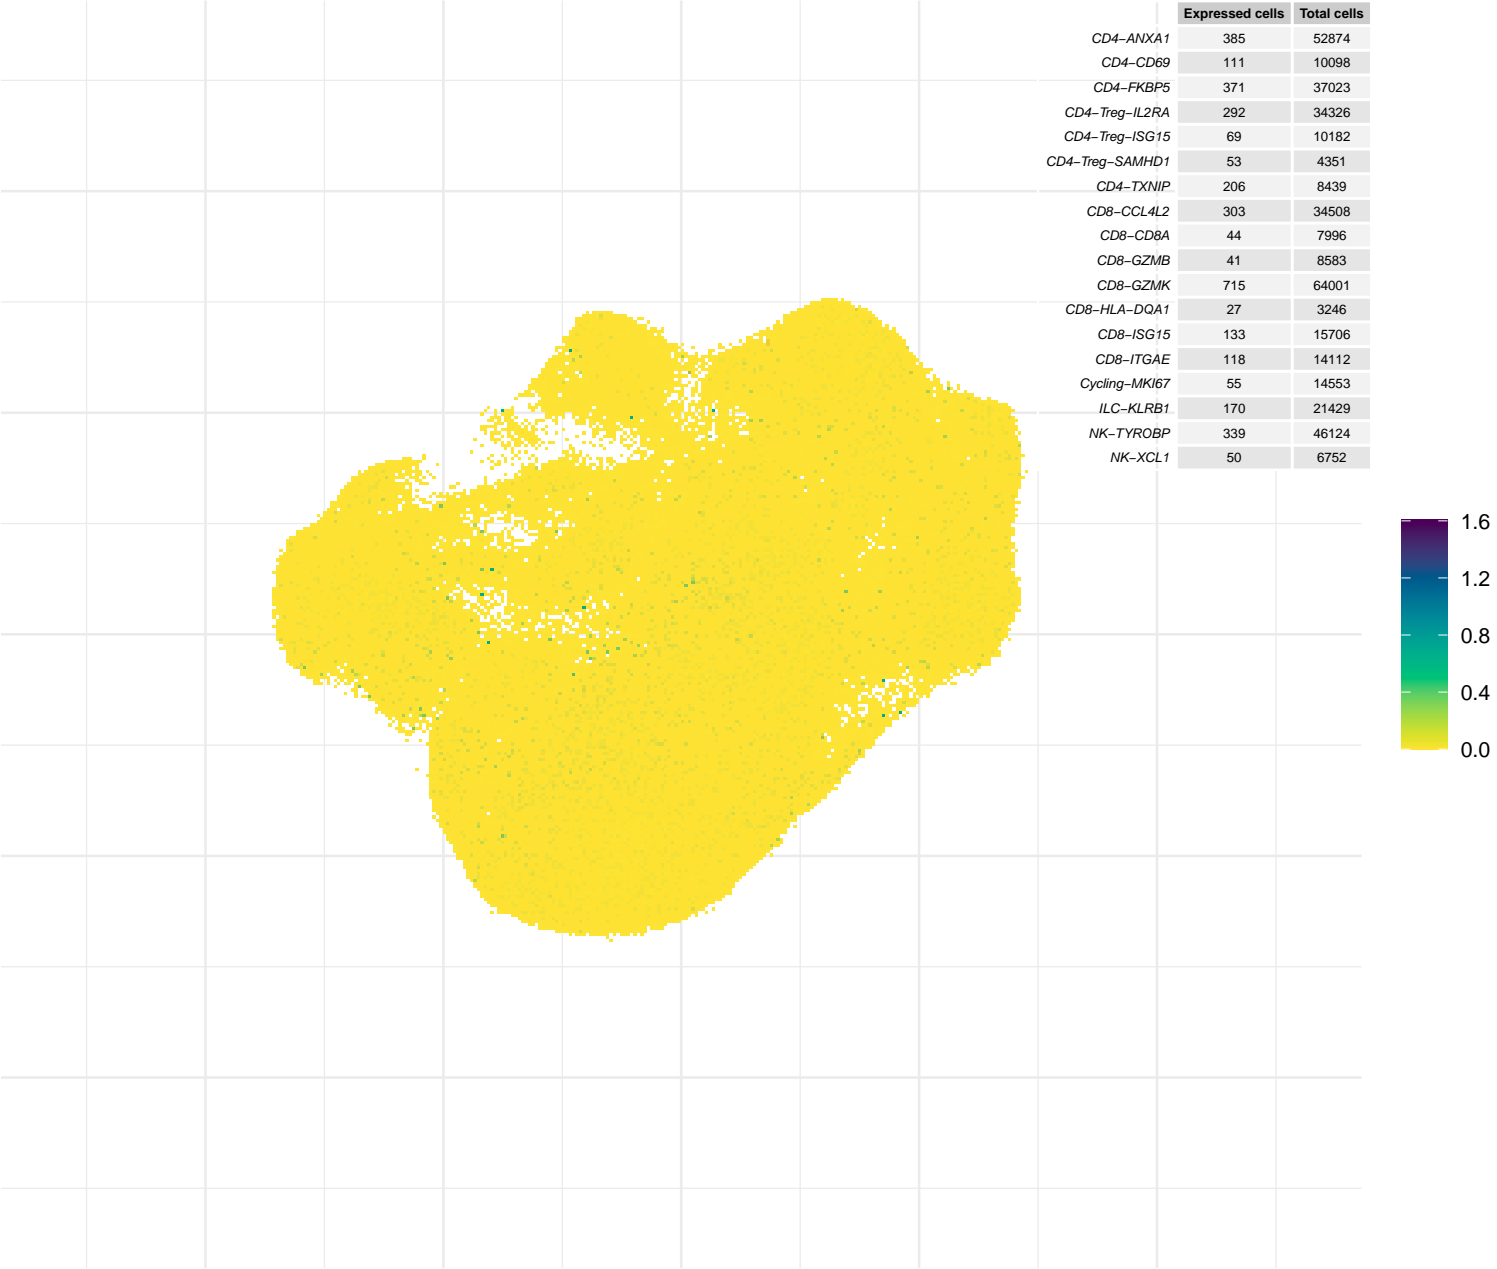 Expressed cells Total cells
CD4−ANXA1 385 52874
CD4−CD69 111 10098
CD4−FKBP5 371 37023
CD4−Treg−IL2RA 292 34326
CD4−Treg−ISG15 69 10182
CD4−Treg−SAMHD1 53 4351
CD4−TXNIP 206 8439
CD8−CCL4L2 303 34508
CD8−CD8A 44 7996
CD8−GZMB 41 8583
CD8−GZMK 715 64001
CD8−HLA−DQA1 27 3246
CD8−ISG15 133 15706
CD8−ITGAE 118 14112
Cycling−MKI67 55 14553
ILC−KLRB1 170 21429
NK−TYROBP 339 46124
NK−XCL1 50 6752
1.6
1.2
0.8
0.4
0.0